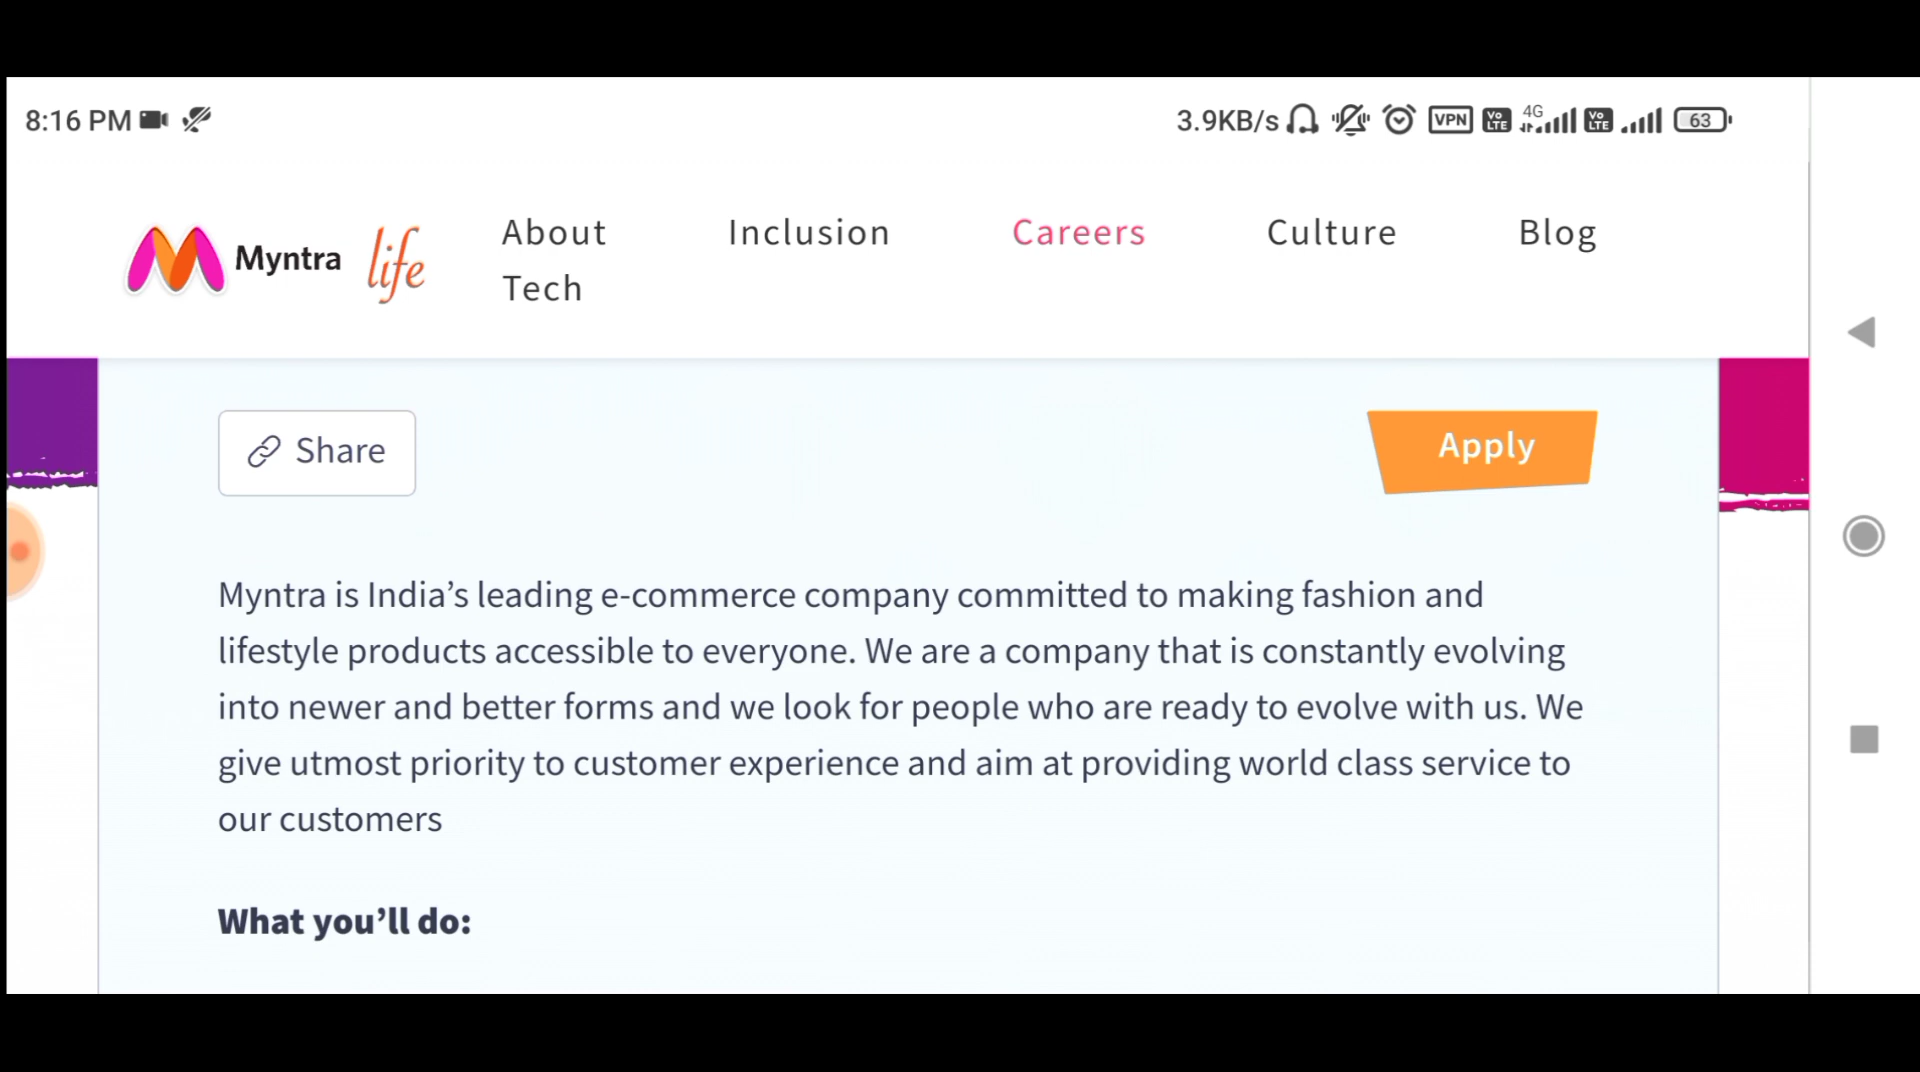 8:16 PM
3.9KB/s VPN Vo LTE 4G Vo LTE 63
Myntra life
About Inclusion Careers Culture Blog
Tech
Share
Apply
Myntra is India’s leading e-commerce company committed to making fashion and
lifestyle products accessible to everyone. We are a company that is constantly evolving
into newer and better forms and we look for people who are ready to evolve with us. We
give utmost priority to customer experience and aim at providing world class service to
our customers
What you’ll do: